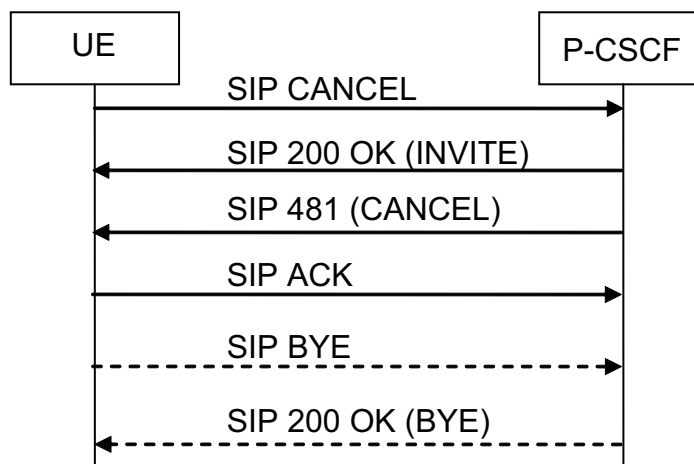 UE
P-CSCF
SIP CANCEL
SIP 200 OK (INVITE)
SIP 481 (CANCEL)
SIP ACK
SIP BYE
SIP 200 OK (BYE)